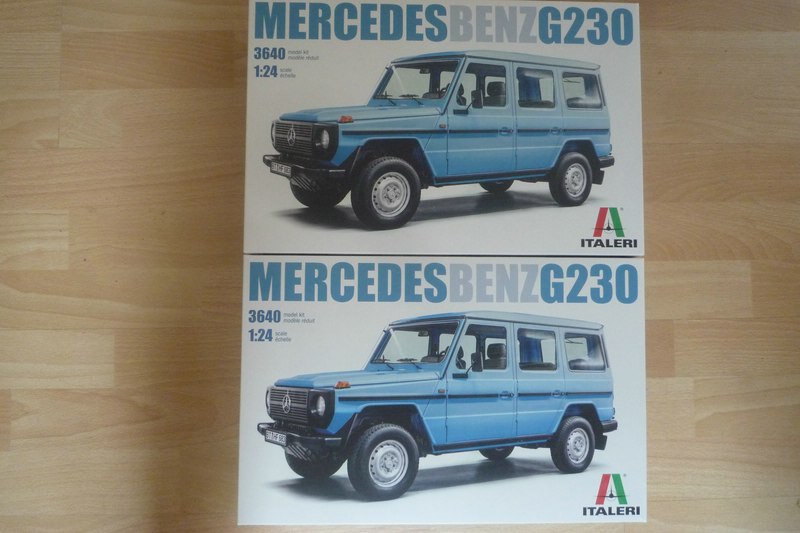 MERCEDESBENZG230
3640 model kit
modèle réduit
1:24 scale
échelle
ITALERI
MERCEDESBENZG230
3640 model kit
modèle réduit
1:24 scale
échelle
ITALERI